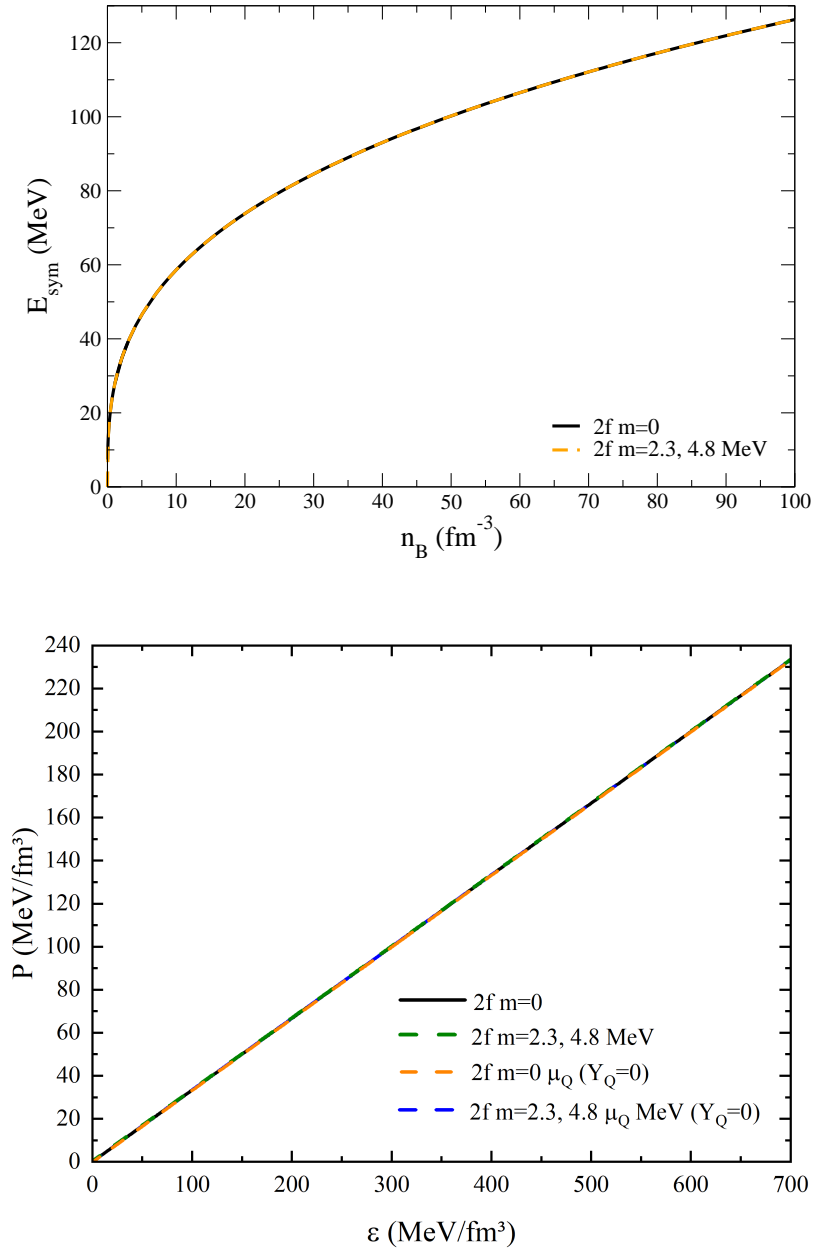 120
100
80
60
40
20
0
E_sym (MeV)
2f m=0
2f m=2.3, 4.8 MeV
0 10 20 30 40 50 60 70 80 90 100
n_B (fm^-3)
240
220
200
180
160
140
120
100
80
60
40
20
0
P (MeV/fm³)
2f m=0
2f m=2.3, 4.8 MeV
2f m=0 μ_Q (Y_Q=0)
2f m=2.3, 4.8 μ_Q MeV (Y_Q=0)
0 100 200 300 400 500 600 700
ε (MeV/fm³)